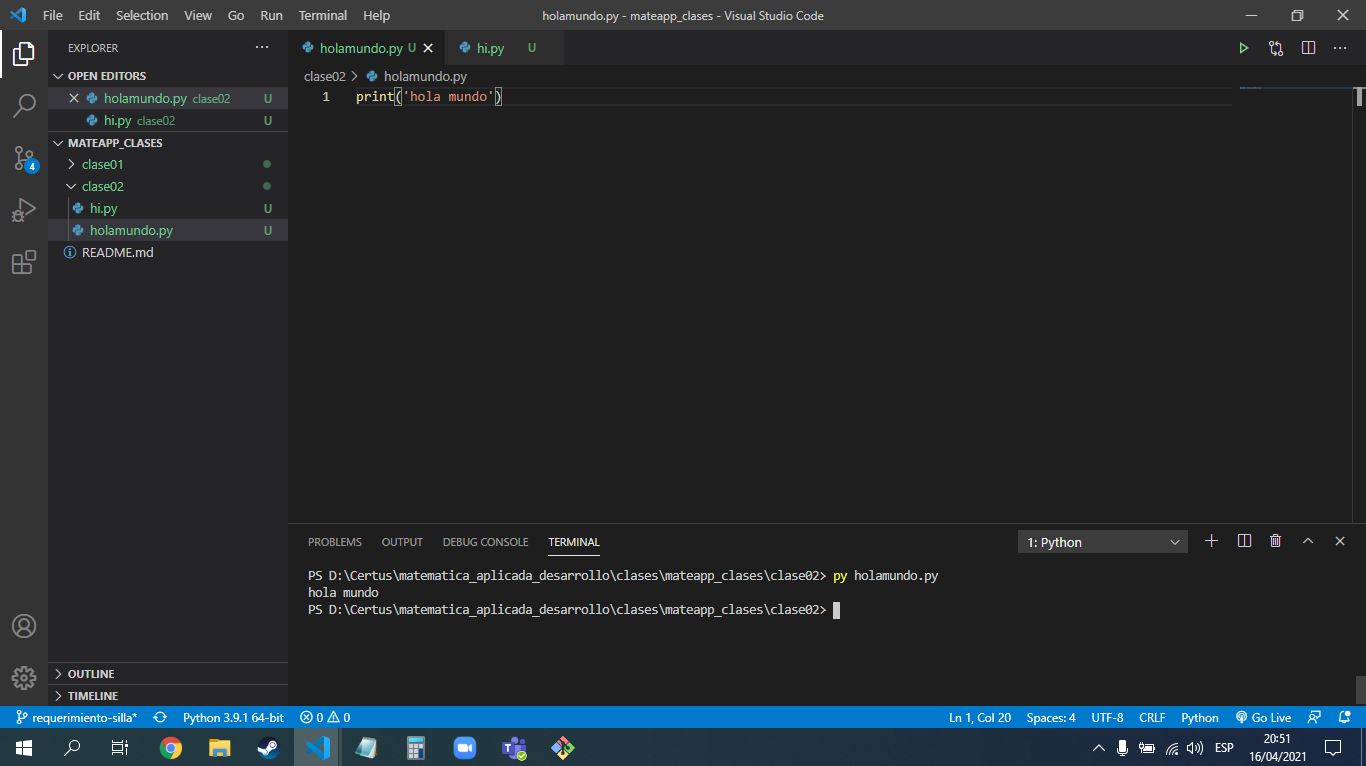 File Edit Selection View Go Run Terminal Help
holamundo.py - mateapp_clases - Visual Studio Code
EXPLORER
OPEN EDITORS
holamundo.py clase02 U
hi.py clase02 U
MATEAPP_CLASES
clase01
clase02
hi.py U
holamundo.py U
README.md
OUTLINE
TIMELINE
4
holamundo.py U
hi.py U
clase02 > holamundo.py
1 print('hola mundo')
PROBLEMS OUTPUT DEBUG CONSOLE TERMINAL
1: Python
PS D:\Certus\matematica_aplicada_desarrollo\clases\mateapp_clases\clase02> py holamundo.py
hola mundo
PS D:\Certus\matematica_aplicada_desarrollo\clases\mateapp_clases\clase02>
requerimiento-silla* Python 3.9.1 64-bit 0 0
Ln 1, Col 20 Spaces: 4 UTF-8 CRLF Python Go Live
ESP
20:51
16/04/2021